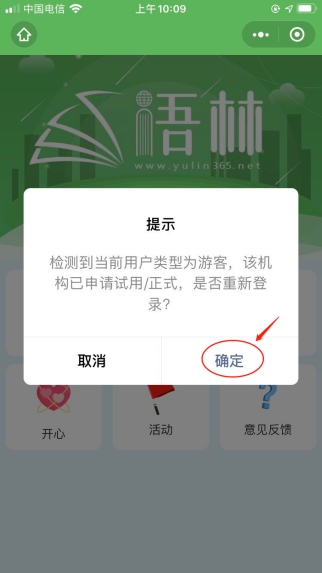 中国电信
上午10:09
语林
www.yulin365.net
提示
检测到当前用户类型为游客，该机
构已申请试用/正式，是否重新登
录？
取消
确定
开心
活动
意见反馈